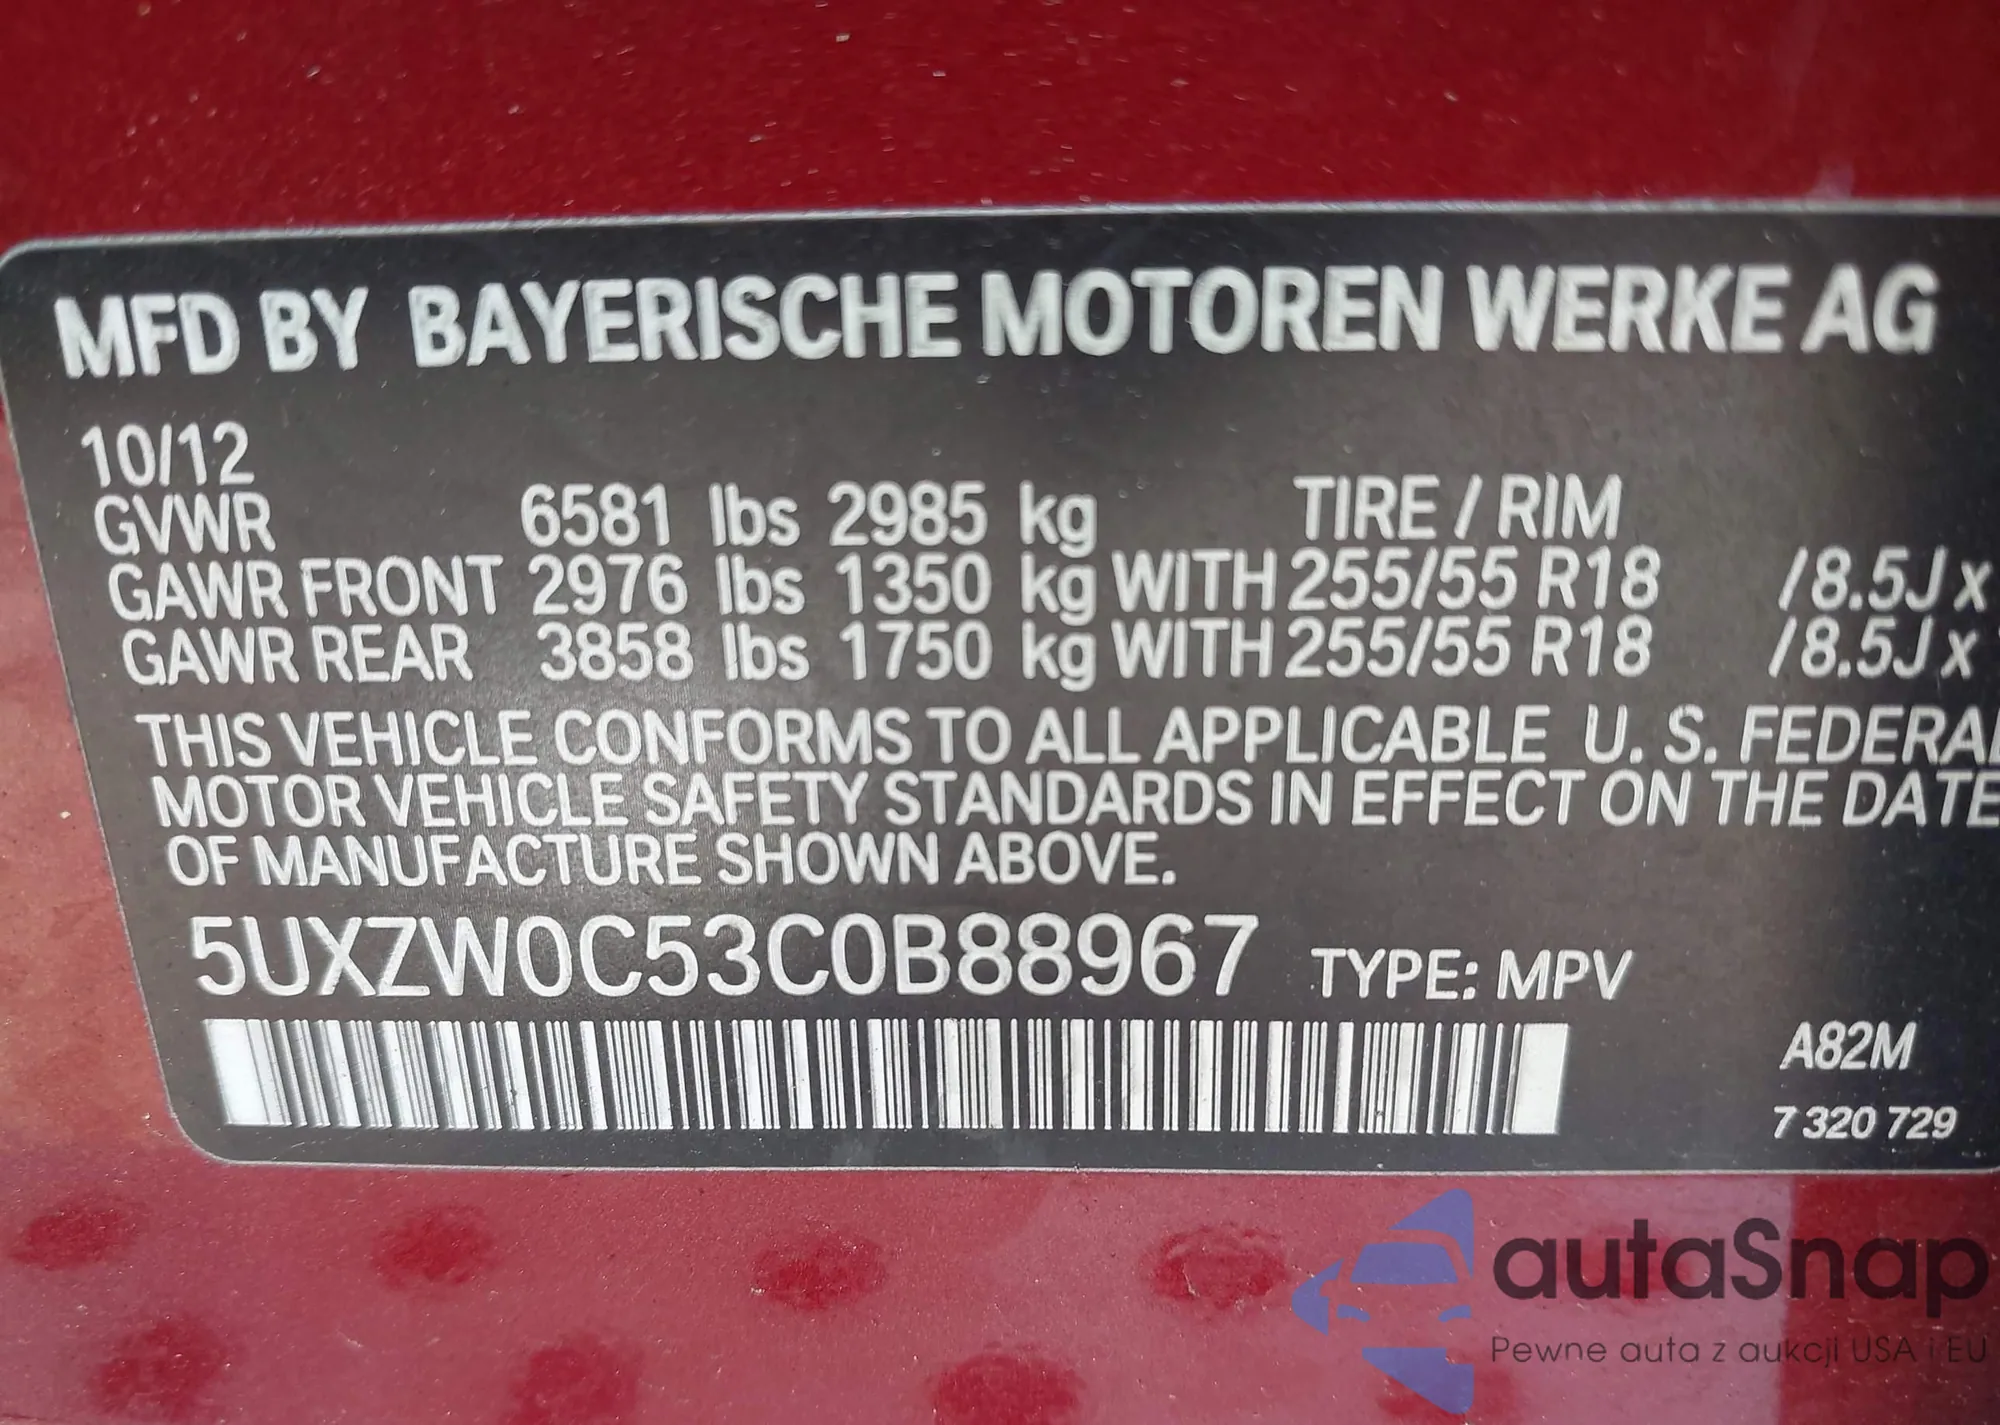 MFD BY BAYERISCHE MOTOREN WERKE AG
10/12
GVWR 6581 lbs 2985 kg TIRE / RIM
GAWR FRONT 2976 lbs 1350 kg WITH 255/55 R18 /8.5J x
GAWR REAR 3858 lbs 1750 kg WITH 255/55 R18 /8.5J x
THIS VEHICLE CONFORMS TO ALL APPLICABLE U. S. FEDERAL
MOTOR VEHICLE SAFETY STANDARDS IN EFFECT ON THE DATE
OF MANUFACTURE SHOWN ABOVE.
5UXZW0C53C0B88967 TYPE: MPV
A82M
7 320 729
autaSnap
Pewne auta z aukcji USA i EU